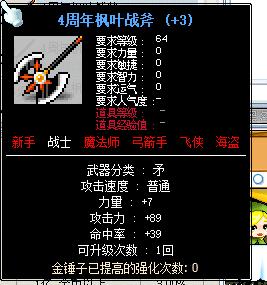 4周年枫叶战斧 (+3)
要求等级: 64
要求力量: 0
要求敏捷: 0
要求智力: 0
要求运气: 0
要求人气度: -
道具等级: -
道具经验值: -
新手 战士 魔法师 弓箭手 飞侠 海盗
武器分类 : 矛
攻击速度 : 普通
力量 : +7
攻击力 : +89
命中率 : +39
可升级次数 : 1回
金锤子已提高的强化次数: 0